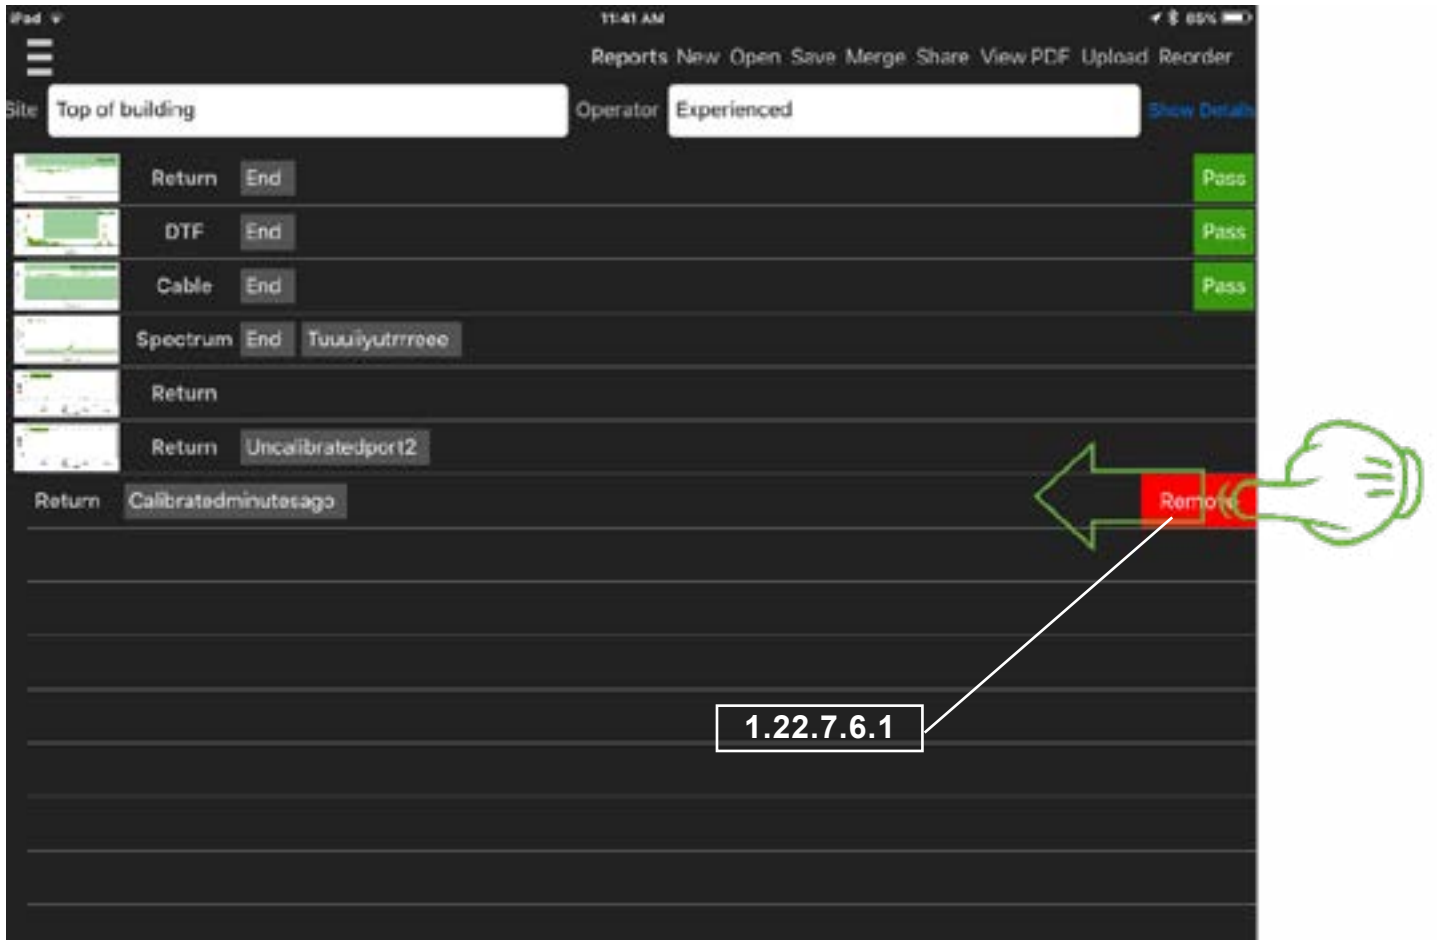 iPad 11:41 AM 85%
Reports New Open Save Merge Share View PDF Upload Reorder
Site Top of building Operator Experienced Show Details
Return End Pass
DTF End Pass
Cable End Pass
Spectrum End
Return
Return Uncalibratedport2
Return Calibratedminutesago Remove
1.22.7.6.1